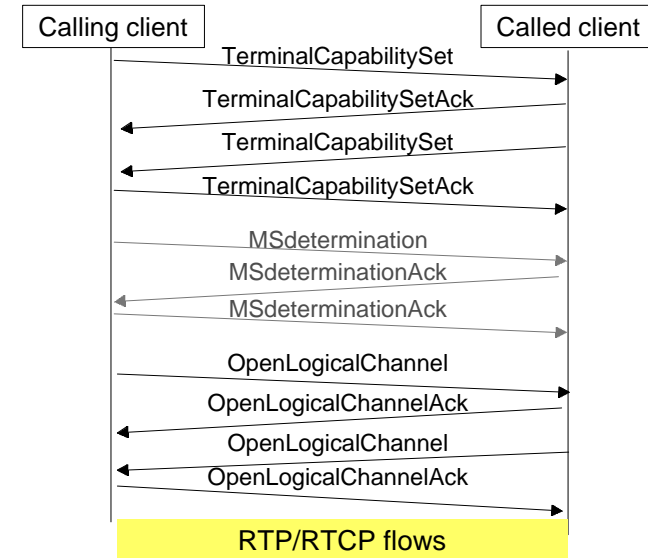 Calling client
Called client
TerminalCapabilitySet
TerminalCapabilitySetAck
TerminalCapabilitySet
TerminalCapabilitySetAck
MSdetermination
MSdeterminationAck
MSdeterminationAck
OpenLogicalChannel
OpenLogicalChannelAck
OpenLogicalChannel
OpenLogicalChannelAck
RTP/RTCP flows